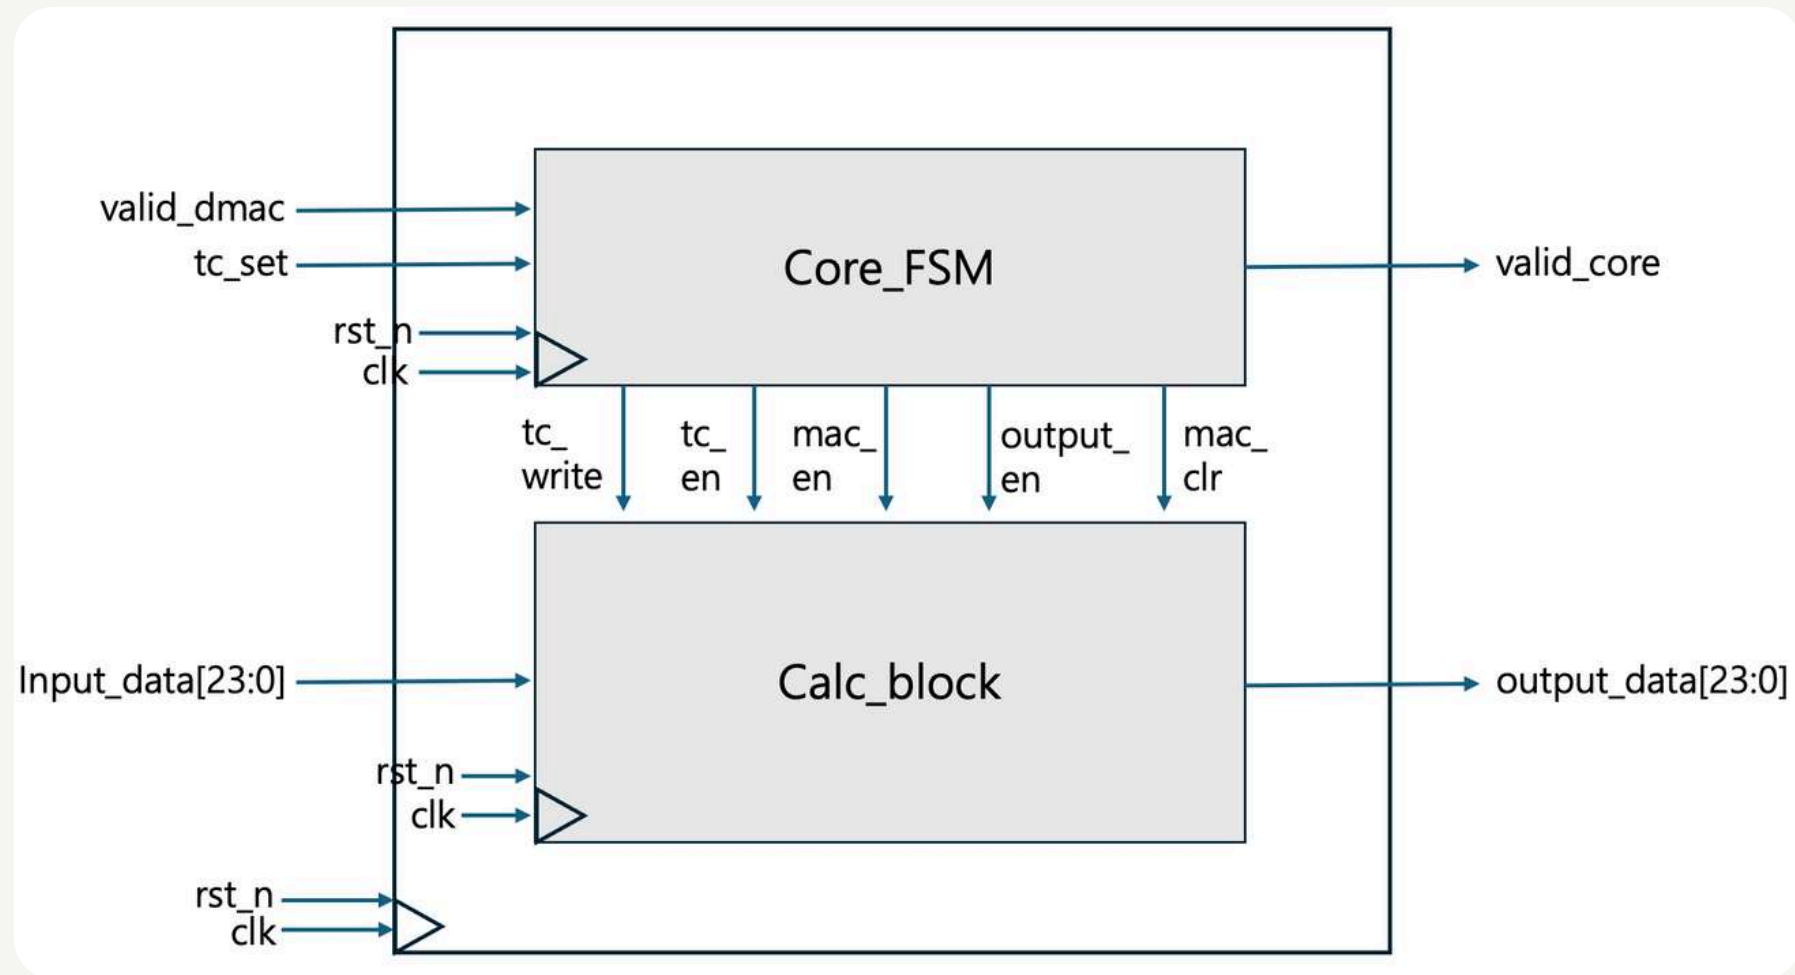 valid_dmac
tc_set
rst_n
clk
Core_FSM
valid_core
tc_
write
tc_
en
mac_
en
output_
en
mac_
clr
Input_data[23:0]
Calc_block
output_data[23:0]
rst_n
clk
rst_n
clk